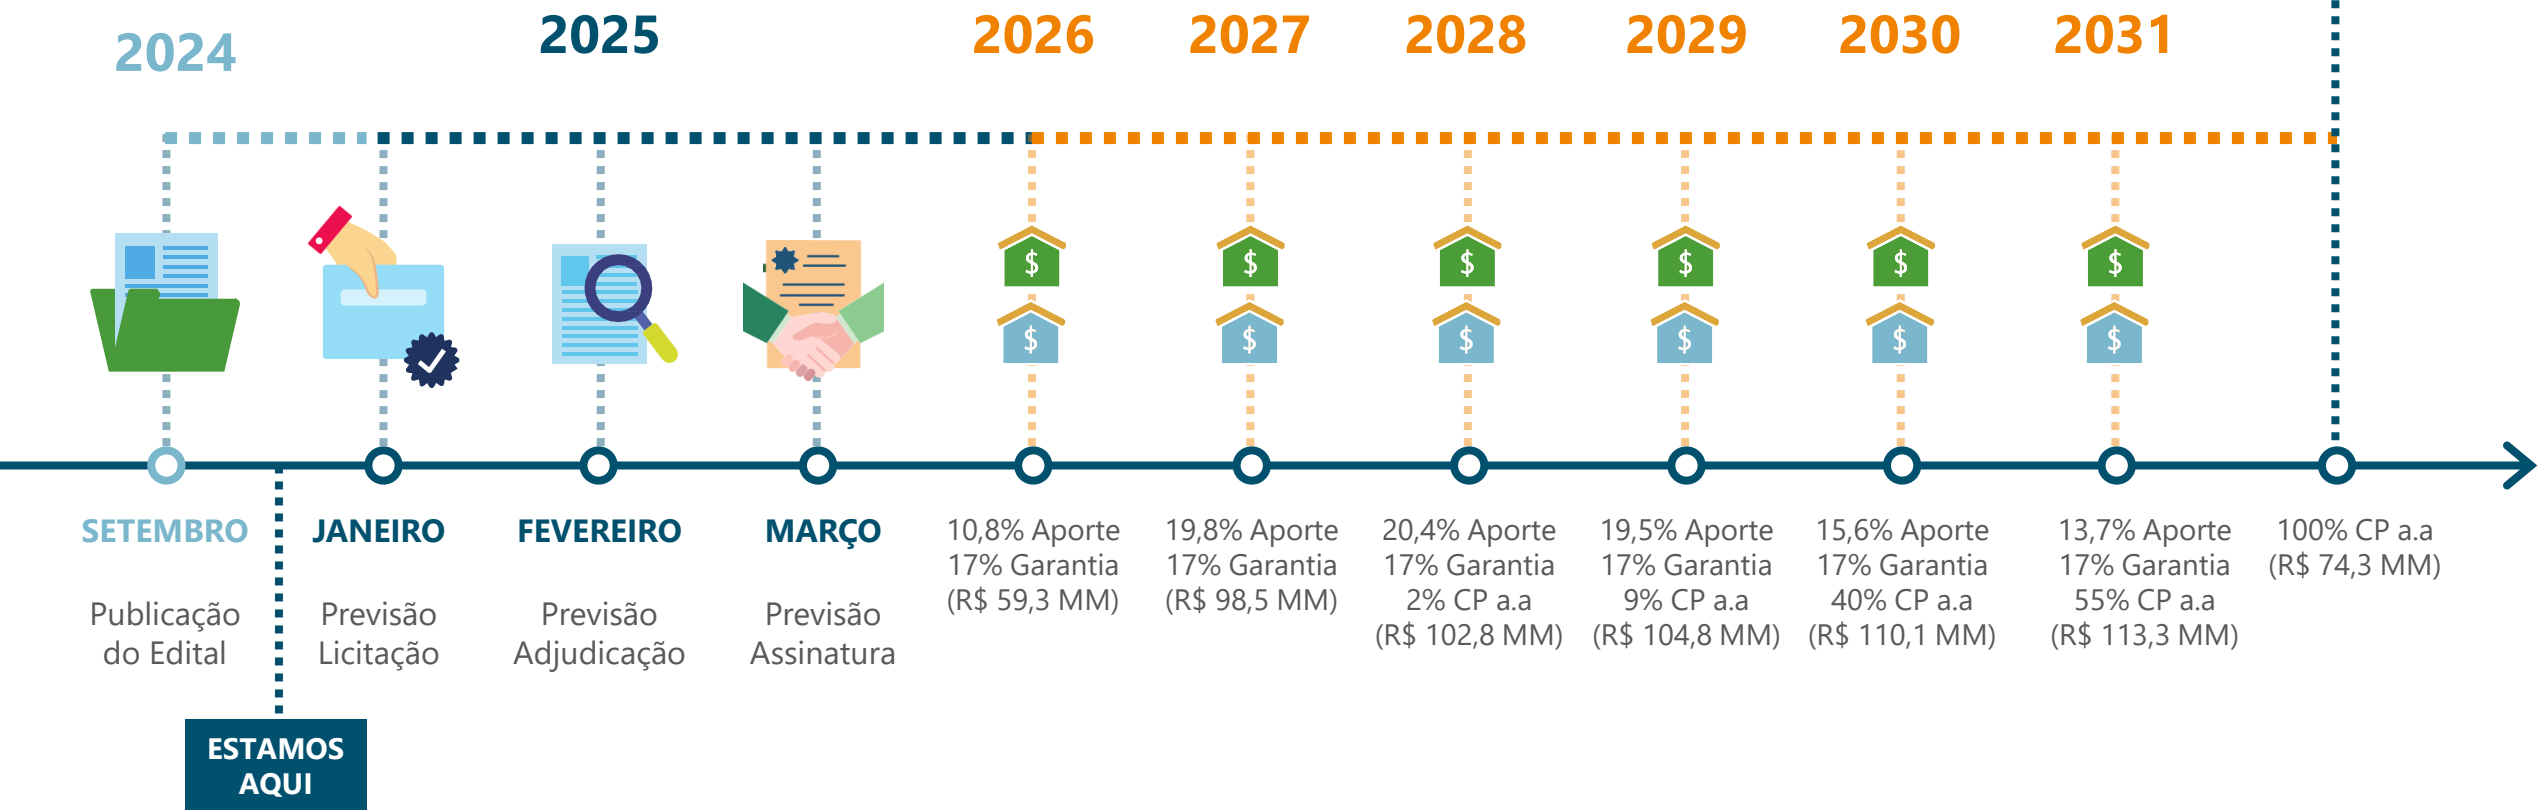 2024
2025
2026
2027
2028
2029
2030
2031
$
$
$
$
$
$
$
$
$
$
$
$
SETEMBRO
Publicação
do Edital
JANEIRO
Previsão
Licitação
FEVEREIRO
Previsão
Adjudicação
MARÇO
Previsão
Assinatura
10,8% Aporte
17% Garantia
(R$ 59,3 MM)
19,8% Aporte
17% Garantia
(R$ 98,5 MM)
20,4% Aporte
17% Garantia
2% CP a.a
(R$ 102,8 MM)
19,5% Aporte
17% Garantia
9% CP a.a
(R$ 104,8 MM)
15,6% Aporte
17% Garantia
40% CP a.a
(R$ 110,1 MM)
13,7% Aporte
17% Garantia
55% CP a.a
(R$ 113,3 MM)
100% CP a.a
(R$ 74,3 MM)
ESTAMOS
AQUI